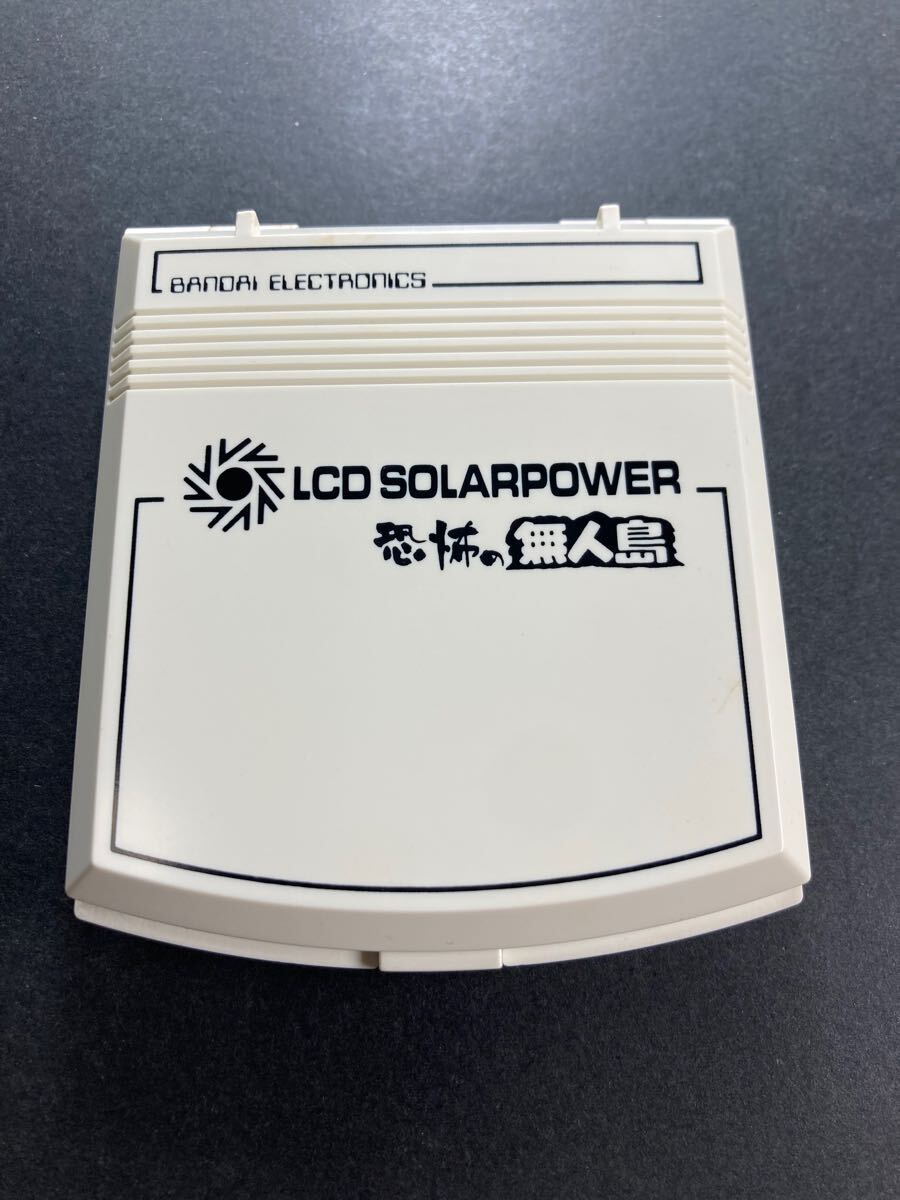 BANDAI ELECTRONICS
LCD SOLARPOWER
恐怖の無人島